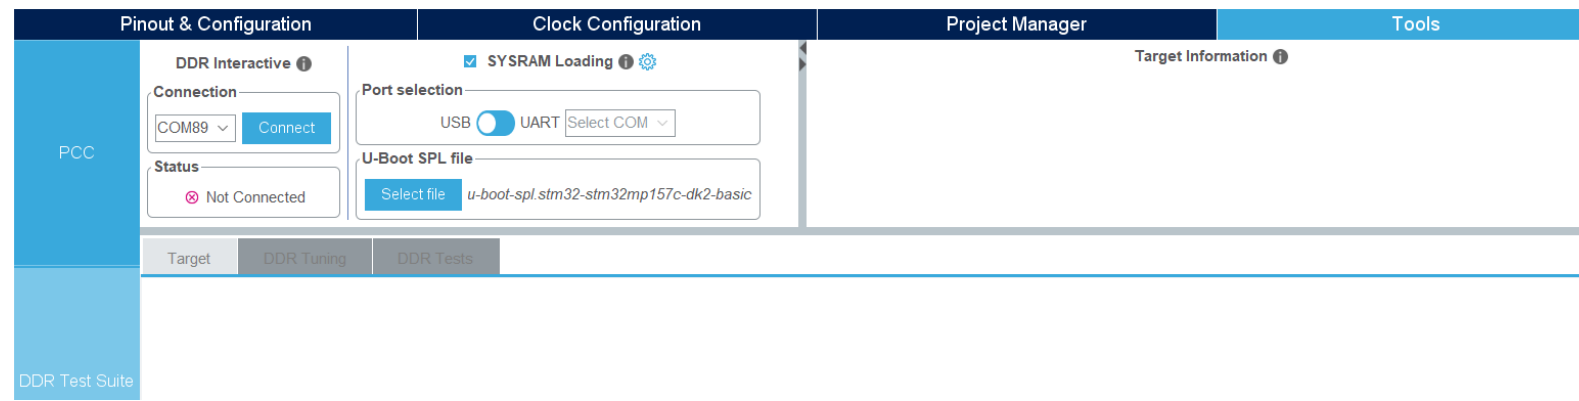 Pinout & Configuration
Clock Configuration
Project Manager
Tools
PCC
DDR Test Suite
DDR Interactive
Connection
COM89
Connect
Status
Not Connected
SYSRAM Loading
Port selection
USB
UART
Select COM
U-Boot SPL file
Select file
u-boot-spl.stm32-stm32mp157c-dk2-basic
Target Information
Target
DDR Tuning
DDR Tests